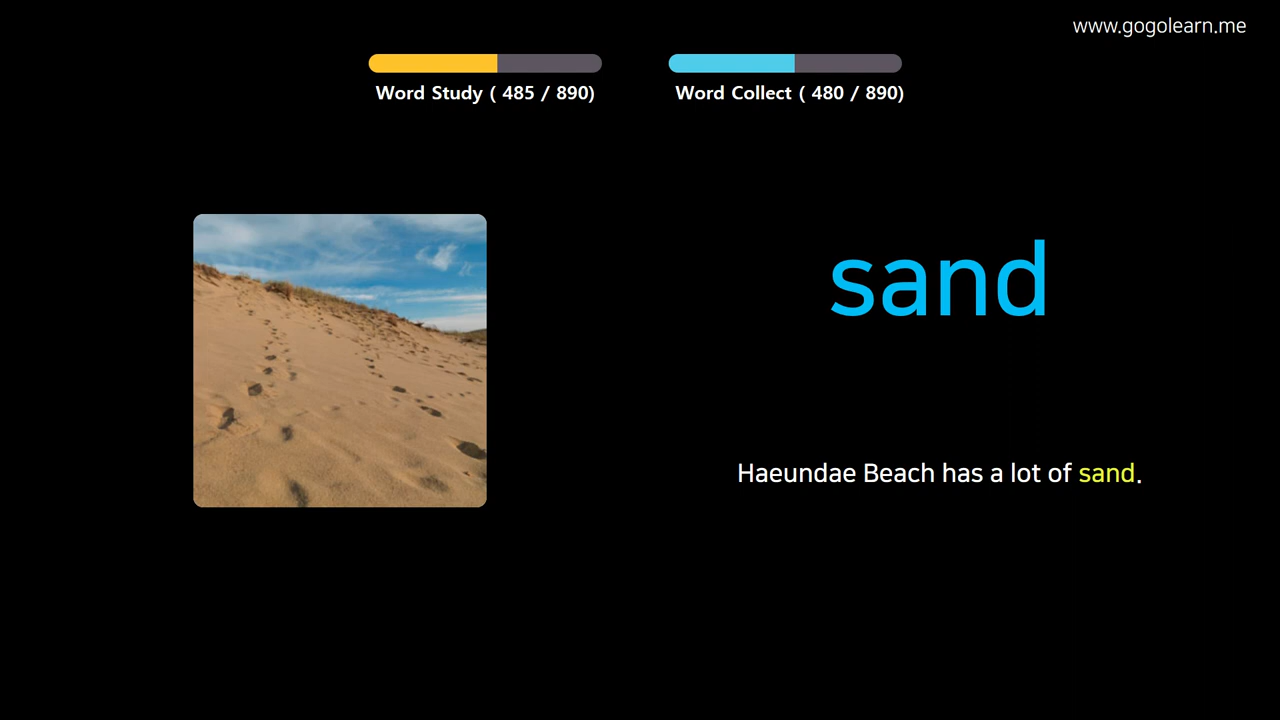 www.gogolearn.me
Word Study ( 485 / 890)
Word Collect ( 480 / 890)
sand
Haeundae Beach has a lot of sand.